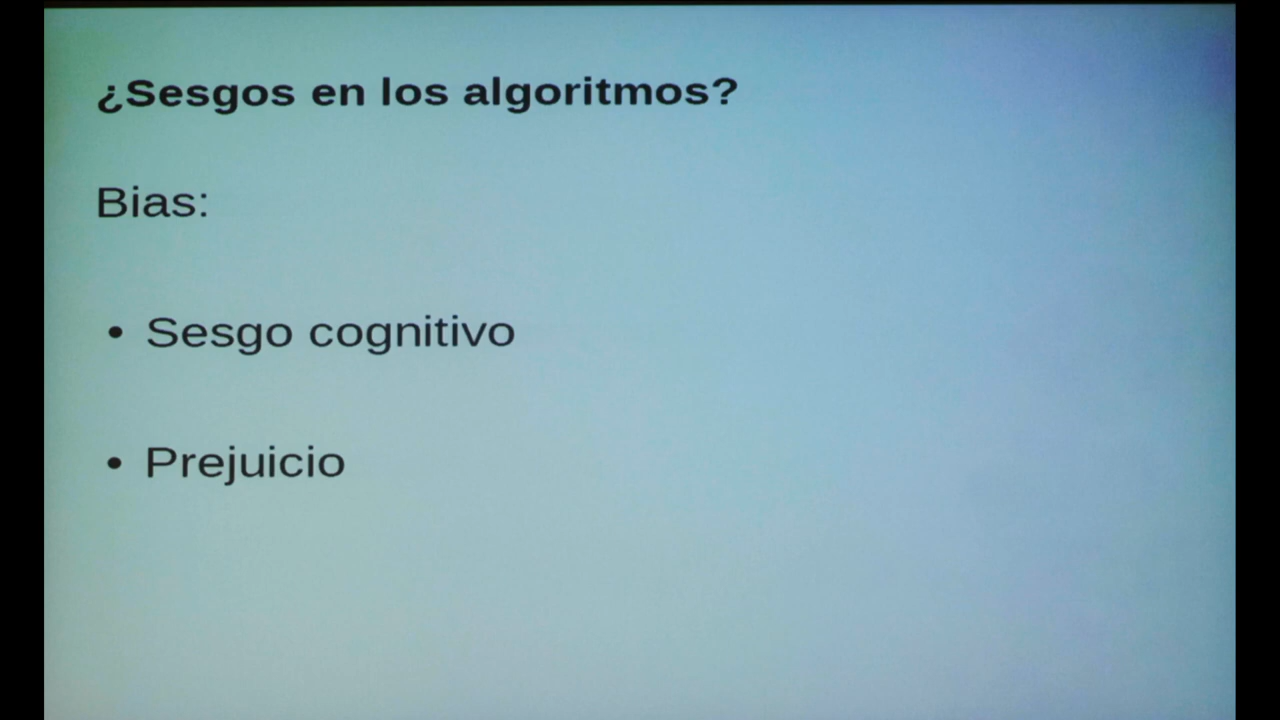 ¿Sesgos en los algoritmos?
Bias:
• Sesgo cognitivo
• Prejuicio